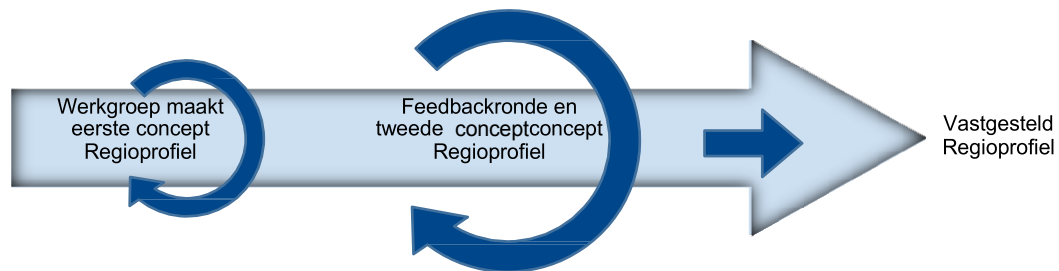 Werkgroep maakt
eerste concept
Regioprofiel
Feedbackronde en
tweede conceptconcept
Regioprofiel
Vastgesteld
Regioprofiel